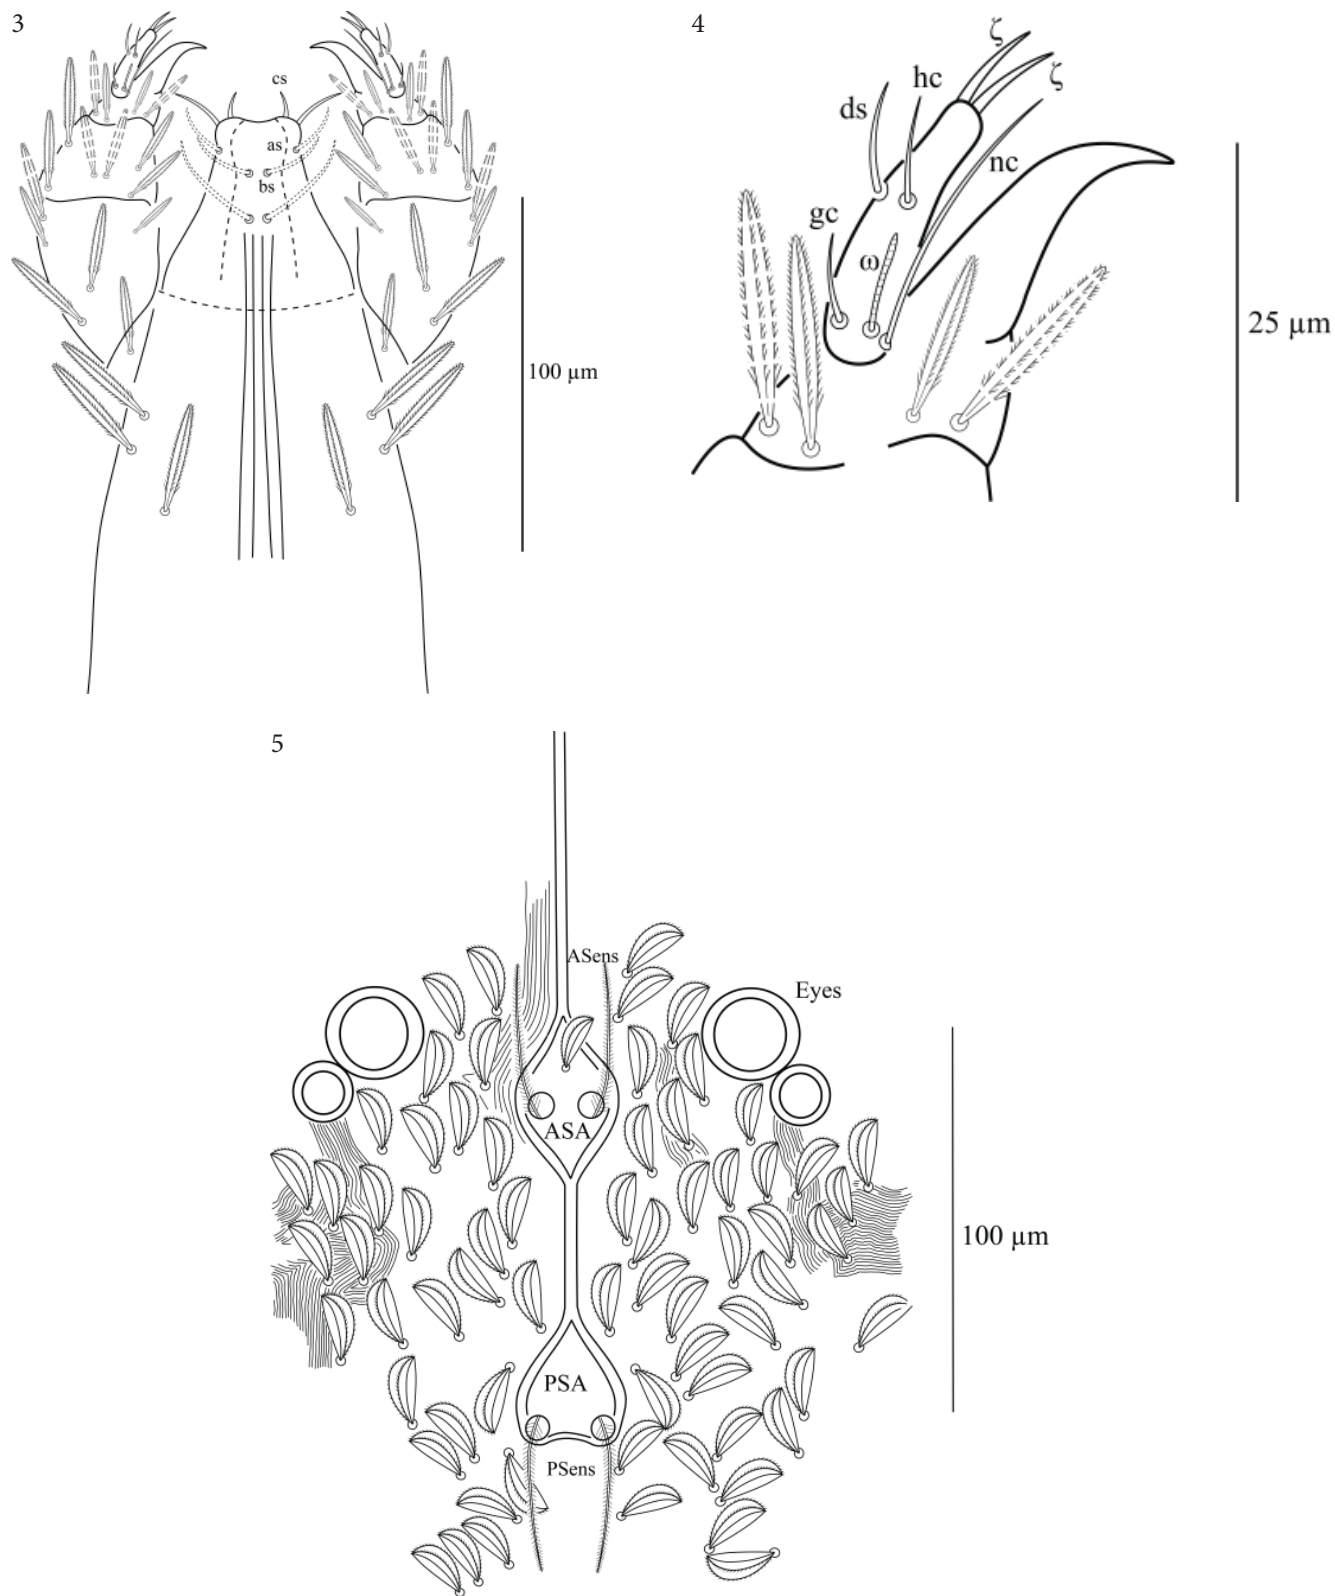 3
cs
as
bs
100 µm
4
ζ
hc
ζ
ds
nc
gc
ω
25 µm
5
ASens
Eyes
ASA
100 µm
PSA
PSens